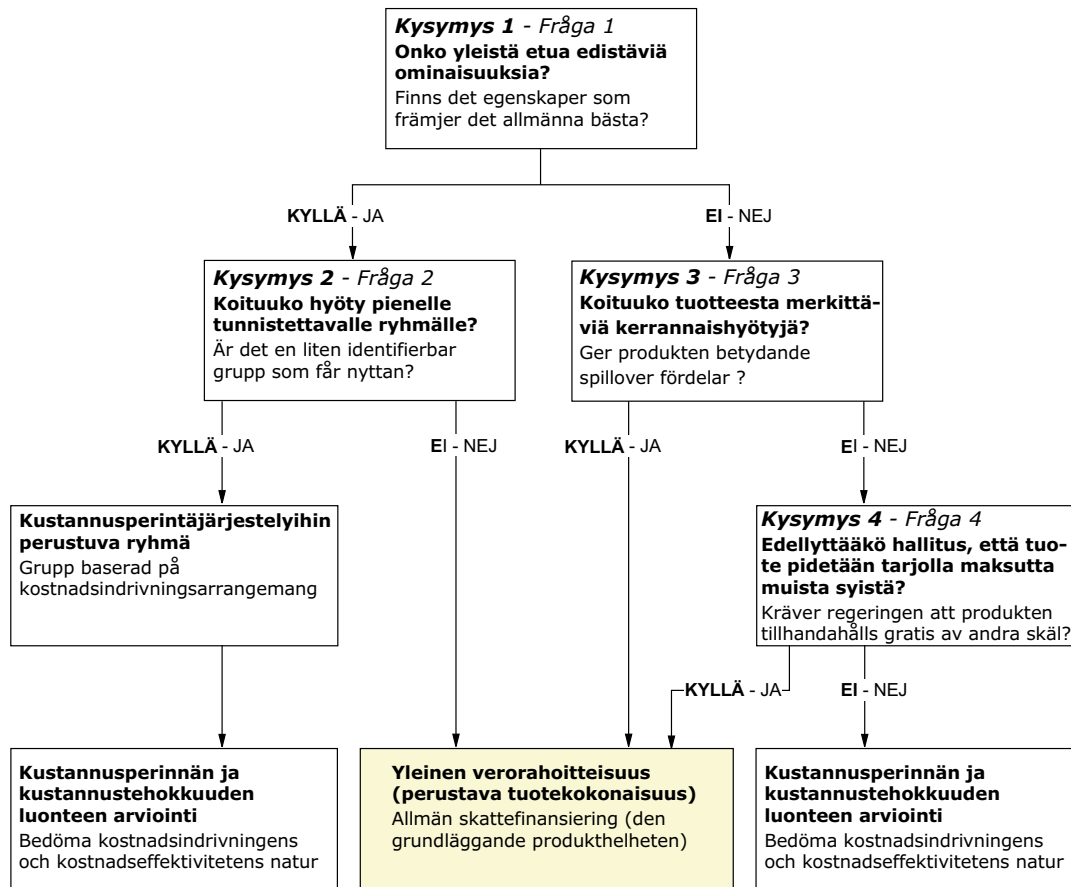 Kysymys 1 - Fråga 1
Onko yleistä etua edistäviä
ominaisuuksia?
Finns det egenskaper som
främjer det allmänna bästa?
KYLLÄ - JA
EI - NEJ
Kysymys 2 - Fråga 2
Koituuko hyöty pienelle
tunnistettavalle ryhmälle?
Är det en liten identifierbar
grupp som får nyttan?
Kysymys 3 - Fråga 3
Koituuko tuotteesta merkittä-
viä kerrannaishyötyjä?
Ger produkten betydande
spillover fördelar ?
KYLLÄ - JA
EI - NEJ
KYLLÄ - JA
EI - NEJ
Kustannusperintäjärjestelyihin
perustuva ryhmä
Grupp baserad på
kostnadsindrivningsarrangemang
Kysymys 4 - Fråga 4
Edellyttääkö hallitus, että tuo-
te pidetään tarjolla maksutta
muista syistä?
Kräver regeringen att produkten
tillhandahålls gratis av andra skäl?
KYLLÄ - JA
EI - NEJ
Kustannusperinnän ja
kustannustehokkuuden
luonteen arviointi
Bedöma kostnadsindrivningens
och kostnadseffektivitetens natur
Yleinen verorahoitteisuus
(perustava tuotekokonaisuus)
Allmän skattefinansiering (den
grundläggande produkthelheten)
Kustannusperinnän ja
kustannustehokkuuden
luonteen arviointi
Bedöma kostnadsindrivningens
och kostnadseffektivitetens natur